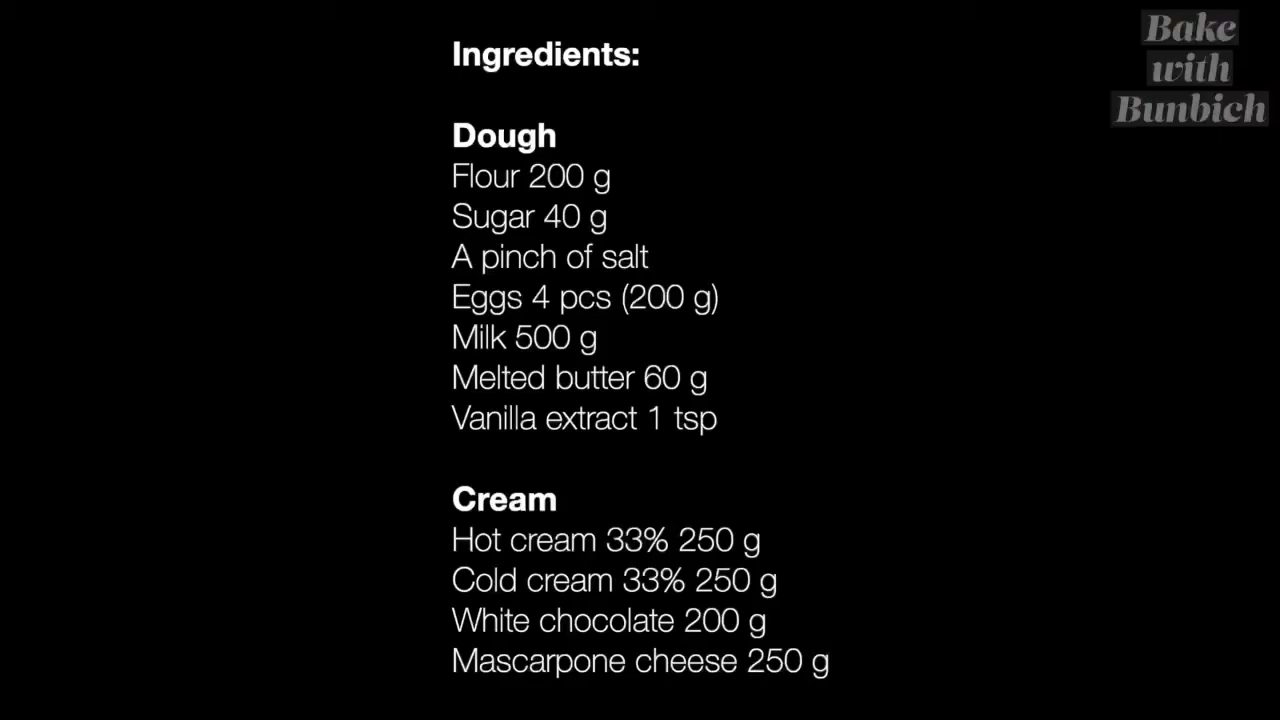 Bake
with
Bunbich
Ingredients:
Dough
Flour 200 g
Sugar 40 g
A pinch of salt
Eggs 4 pcs (200 g)
Milk 500 g
Melted butter 60 g
Vanilla extract 1 tsp
Cream
Hot cream 33% 250 g
Cold cream 33% 250 g
White chocolate 200 g
Mascarpone cheese 250 g